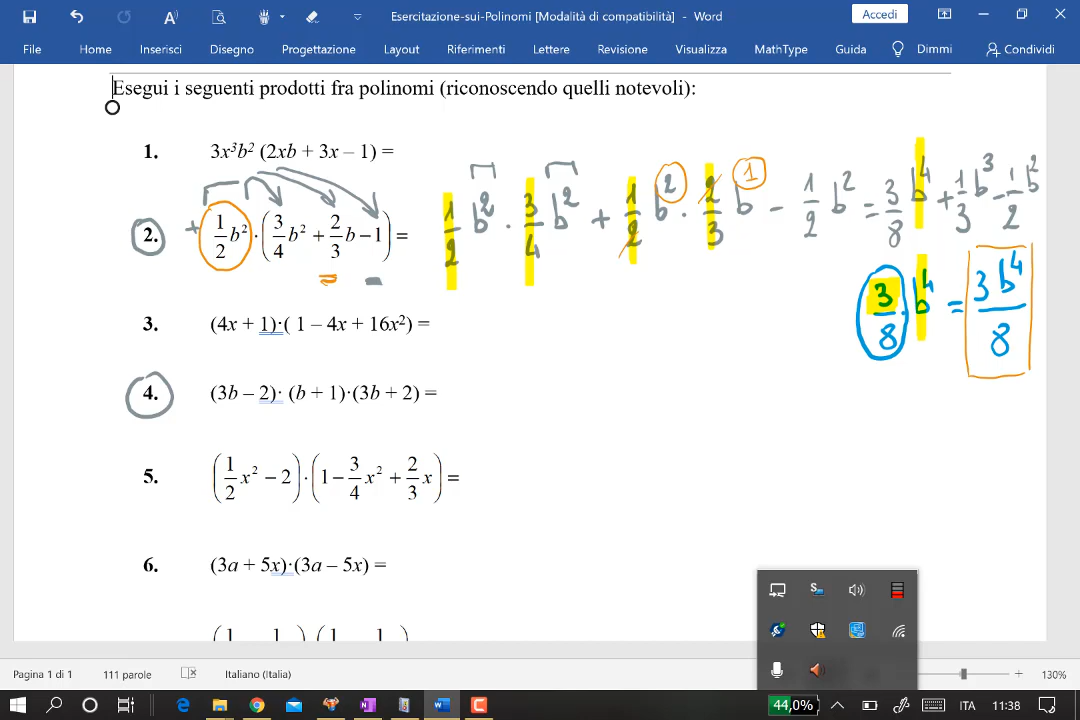 Esercitazione-sui-Polinomi [Modalità di compatibilità] - Word
Accedi
File Home Inserisci Disegno Progettazione Layout Riferimenti Lettere Revisione Visualizza MathType Guida Dimmi Condividi
Esegui i seguenti prodotti fra polinomi (riconoscendo quelli notevoli):
1. 3x³b² (2xb + 3x – 1) =
2. + 1/2 b² · (3/4 b² + 2/3 b − 1) = 1/2 b² · 3/4 b² + 1/2 b² · 2/3 b − 1/2 b² = 3/8 b⁴ + 1/3 b³ − 1/2 b²
3/8 · b⁴ = 3b⁴/8
3. (4x + 1)·( 1 – 4x + 16x²) =
4. (3b – 2)· (b + 1)·(3b + 2) =
5. (1/2 x² − 2) · (1 − 3/4 x² + 2/3 x) =
6. (3a + 5x)·(3a – 5x) =
Pagina 1 di 1 111 parole Italiano (Italia) 130%
44,0% ITA 11:38